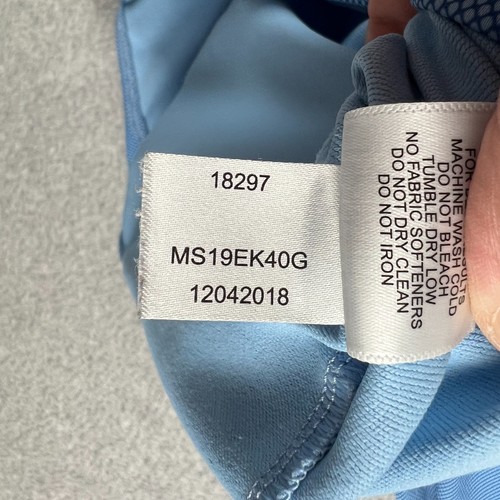 18297
MS19EK40G
12042018
FOR
MACHINE WASH COLD
DO NOT BLEACH
TUMBLE DRY LOW
NO FABRIC SOFTENERS
DO NOT DRY CLEAN
DO NOT IRON